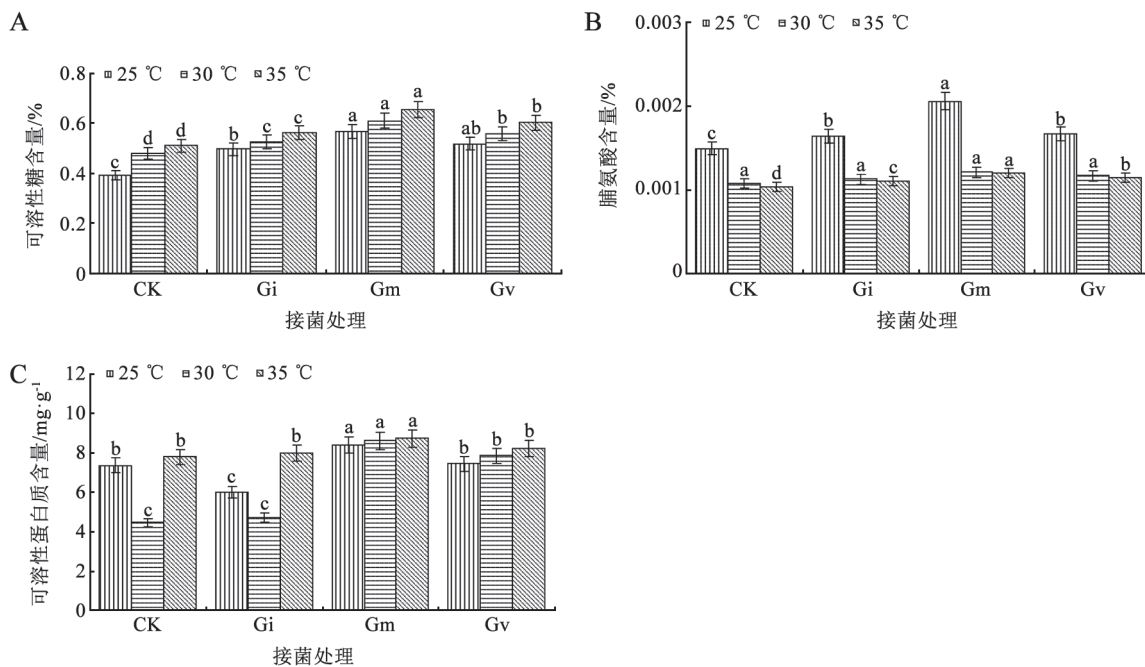 A
25 ℃ 30 ℃ 35 ℃
可溶性糖含量/%
0.8
0.6
0.4
0.2
0
c d d
b c c
a a a
ab b b
CK Gi Gm Gv
接菌处理
B
25 ℃ 30 ℃ 35 ℃
脯氨酸含量/%
0.003
0.002
0.001
0
c a d
b a c
a a a
b a b
CK Gi Gm Gv
接菌处理
C
25 ℃ 30 ℃ 35 ℃
可溶性蛋白质含量/mg·g⁻¹
12
10
8
6
4
2
0
b c b
c c b
a a a
b b b
CK Gi Gm Gv
接菌处理